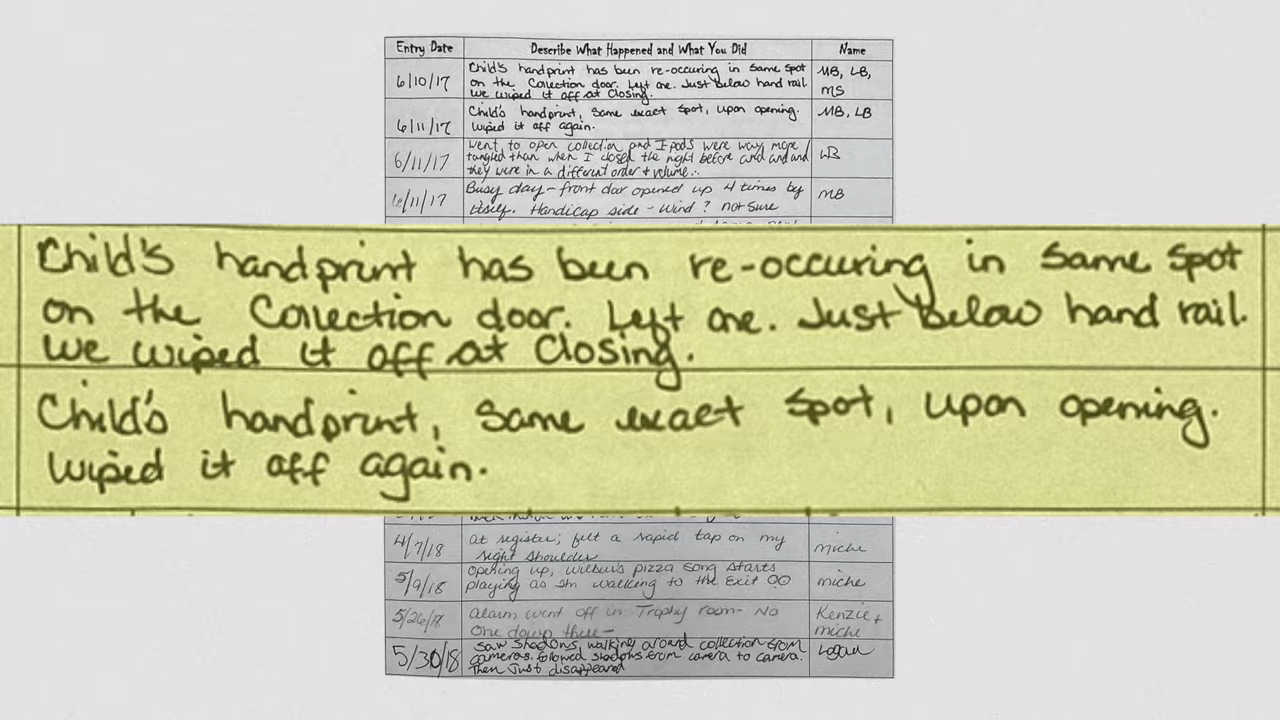 Entry Date Describe What Happened and What You Did Name
6/10/17
Child's handprint has been re-occuring in same spot
on the Collection door. Left one. Just below hand rail.
We wiped it off at Closing.
MB, LB,
MS
6/11/17
Child's handprint, same exact spot, upon opening.
Wiped it off again.
MB, LB
6/11/17
Went to open collection and Ipods were way more
tangled than when I closed the night before and and and
they were in a different order + volume...
LB
6/11/17
Busy day - front door opened up 4 times by
itself. Handicap side - Wind? not sure
MB
Child's handprint has been re-occuring in same spot
on the Collection door. Left one. Just below hand rail.
We wiped it off at Closing.
Child's handprint, same exact spot, upon opening.
Wiped it off again.
4/7/18
At register; felt a rapid tap on my
right shoulder
miche
5/9/18
Opening up, Wilbur's pizza song starts
playing as I'm walking to the Exit
miche
5/26/18
Alarm went off in Trophy room - No
One down there -
Kenzie +
miche
5/30/18
Saw shadows, walking around collection from
cameras. followed shadows from camera to camera.
Then Just disappeared
Logan